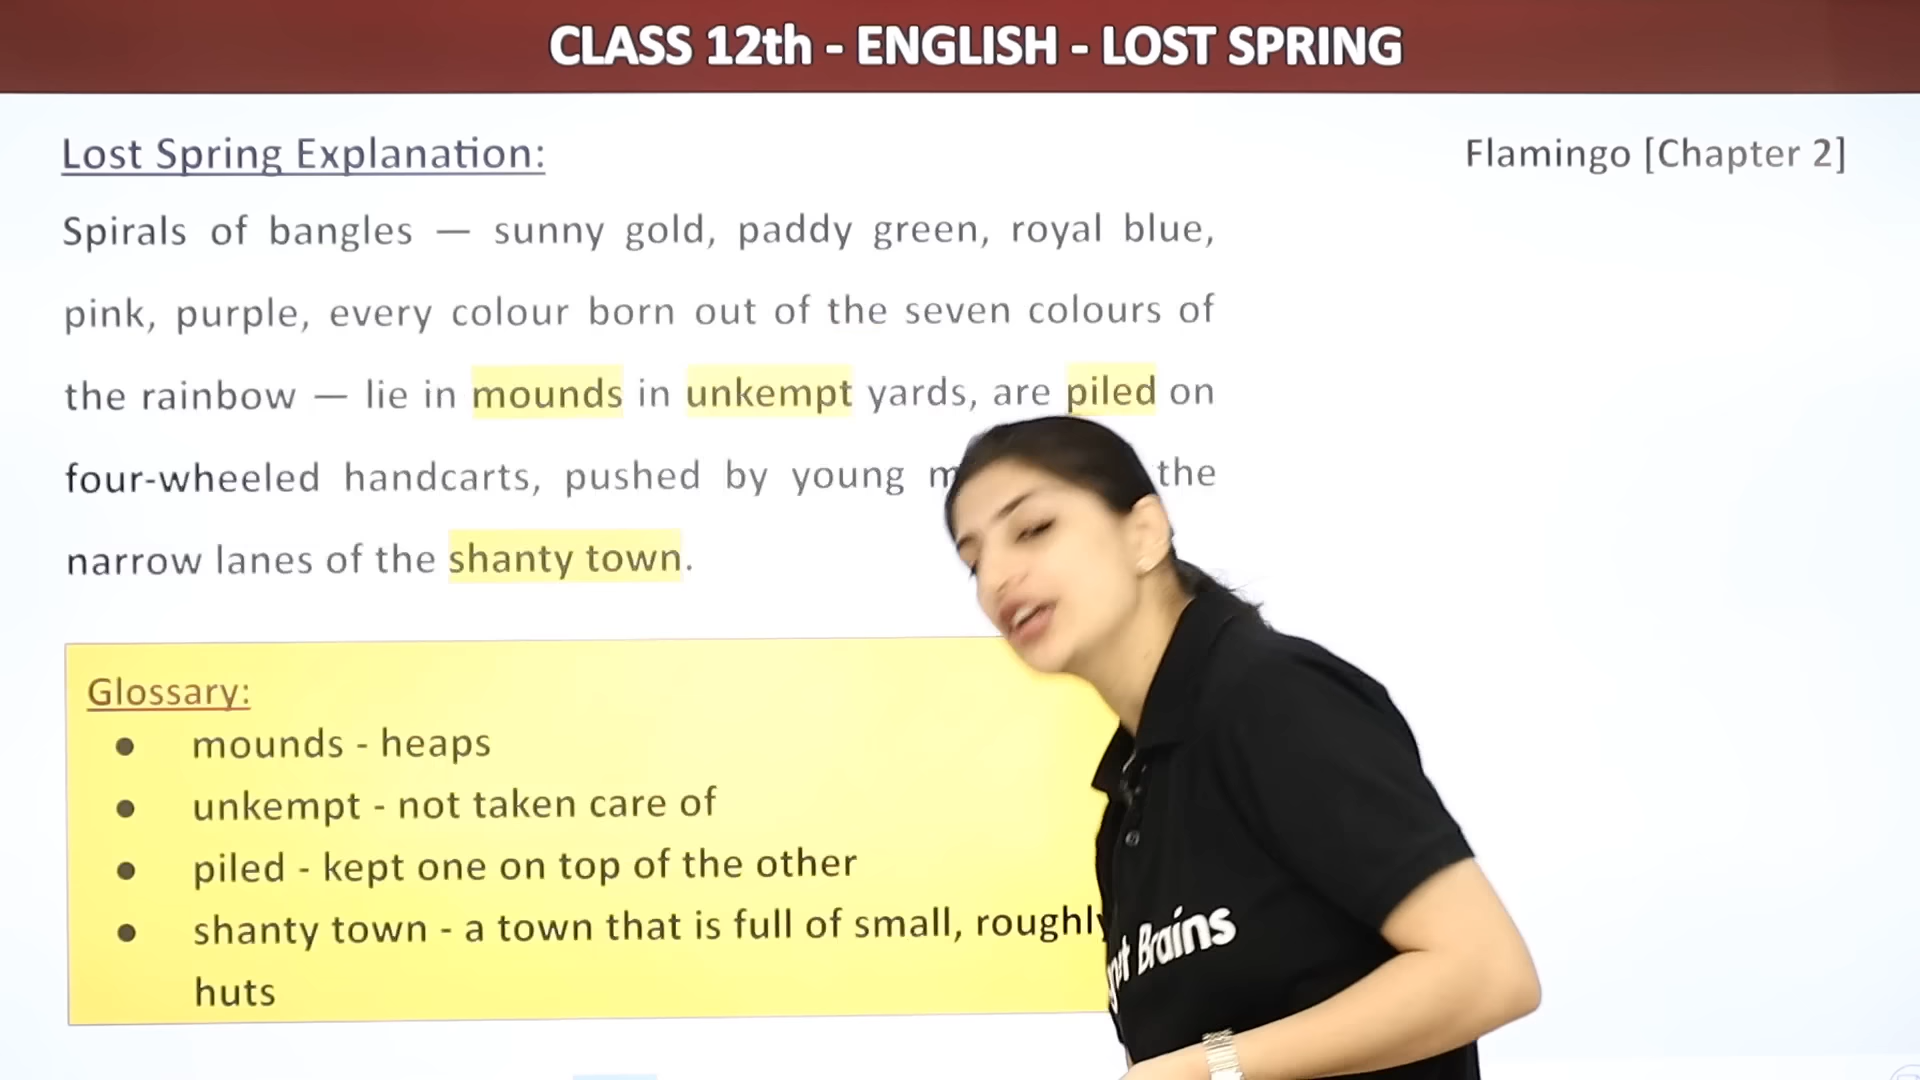 CLASS 12th - ENGLISH - LOST SPRING
Lost Spring Explanation:
Flamingo [Chapter 2]
Spirals of bangles — sunny gold, paddy green, royal blue,
pink, purple, every colour born out of the seven colours of
the rainbow — lie in mounds in unkempt yards, are piled on
four-wheeled handcarts, pushed by young the
narrow lanes of the shanty town.
Glossary:
● mounds - heaps
● unkempt - not taken care of
● piled - kept one on top of the other
● shanty town - a town that is full of small, roughly
huts
Brains